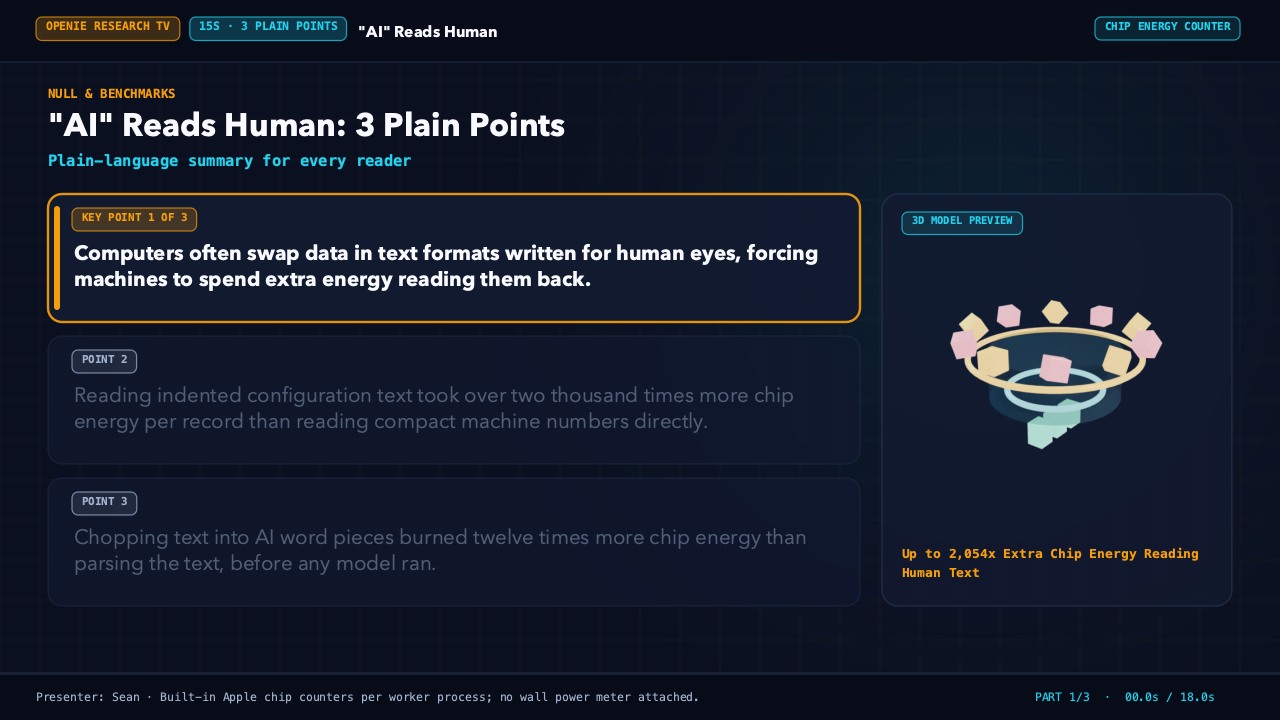 OPENIE RESEARCH TV
15S · 3 PLAIN POINTS
"AI" Reads Human
CHIP ENERGY COUNTER
NULL & BENCHMARKS
"AI" Reads Human: 3 Plain Points
Plain-language summary for every reader
KEY POINT 1 OF 3
Computers often swap data in text formats written for human eyes, forcing
machines to spend extra energy reading them back.
POINT 2
Reading indented configuration text took over two thousand times more chip
energy per record than reading compact machine numbers directly.
POINT 3
Chopping text into AI word pieces burned twelve times more chip energy than
parsing the text, before any model ran.
3D MODEL PREVIEW
Up to 2,054x Extra Chip Energy Reading
Human Text
Presenter: Sean · Built-in Apple chip counters per worker process; no wall power meter attached.
PART 1/3 · 00.0s / 18.0s